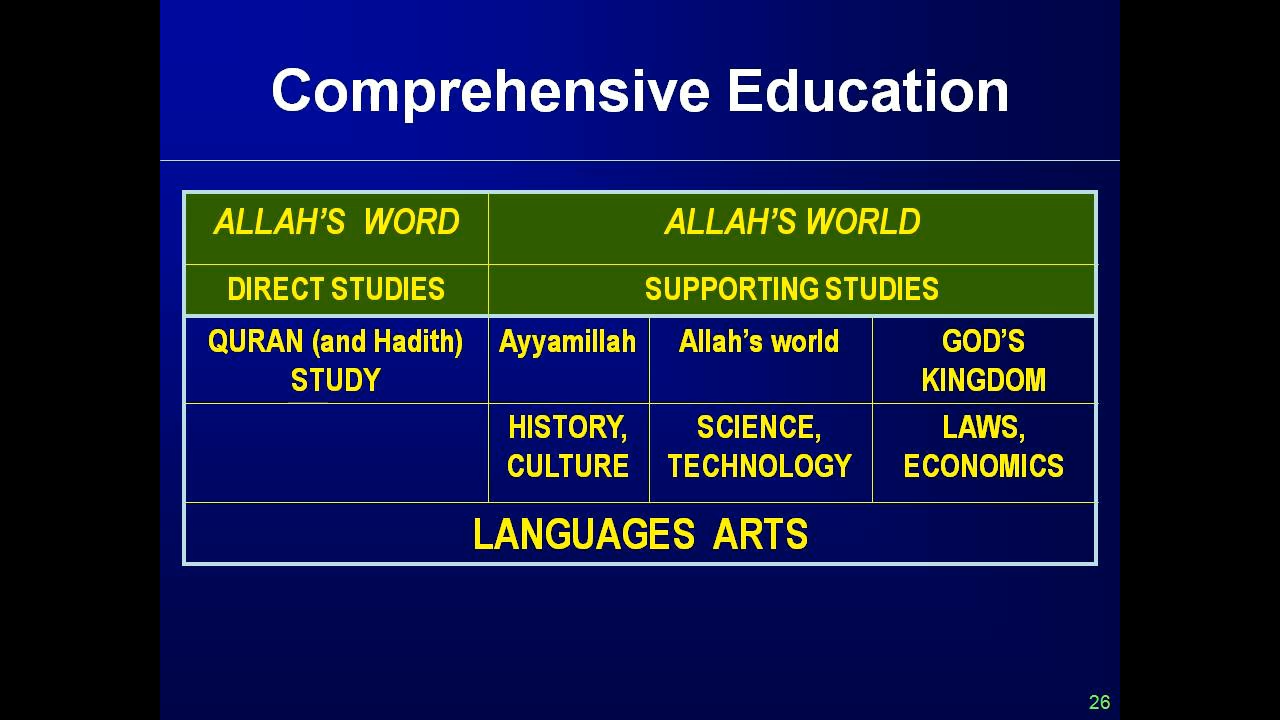 Comprehensive Education
ALLAH'S WORD
ALLAH'S WORLD
DIRECT STUDIES
SUPPORTING STUDIES
QURAN (and Hadith)
STUDY
Ayyamillah
Allah's world
GOD'S
KINGDOM
HISTORY,
CULTURE
SCIENCE,
TECHNOLOGY
LAWS,
ECONOMICS
LANGUAGES ARTS
26